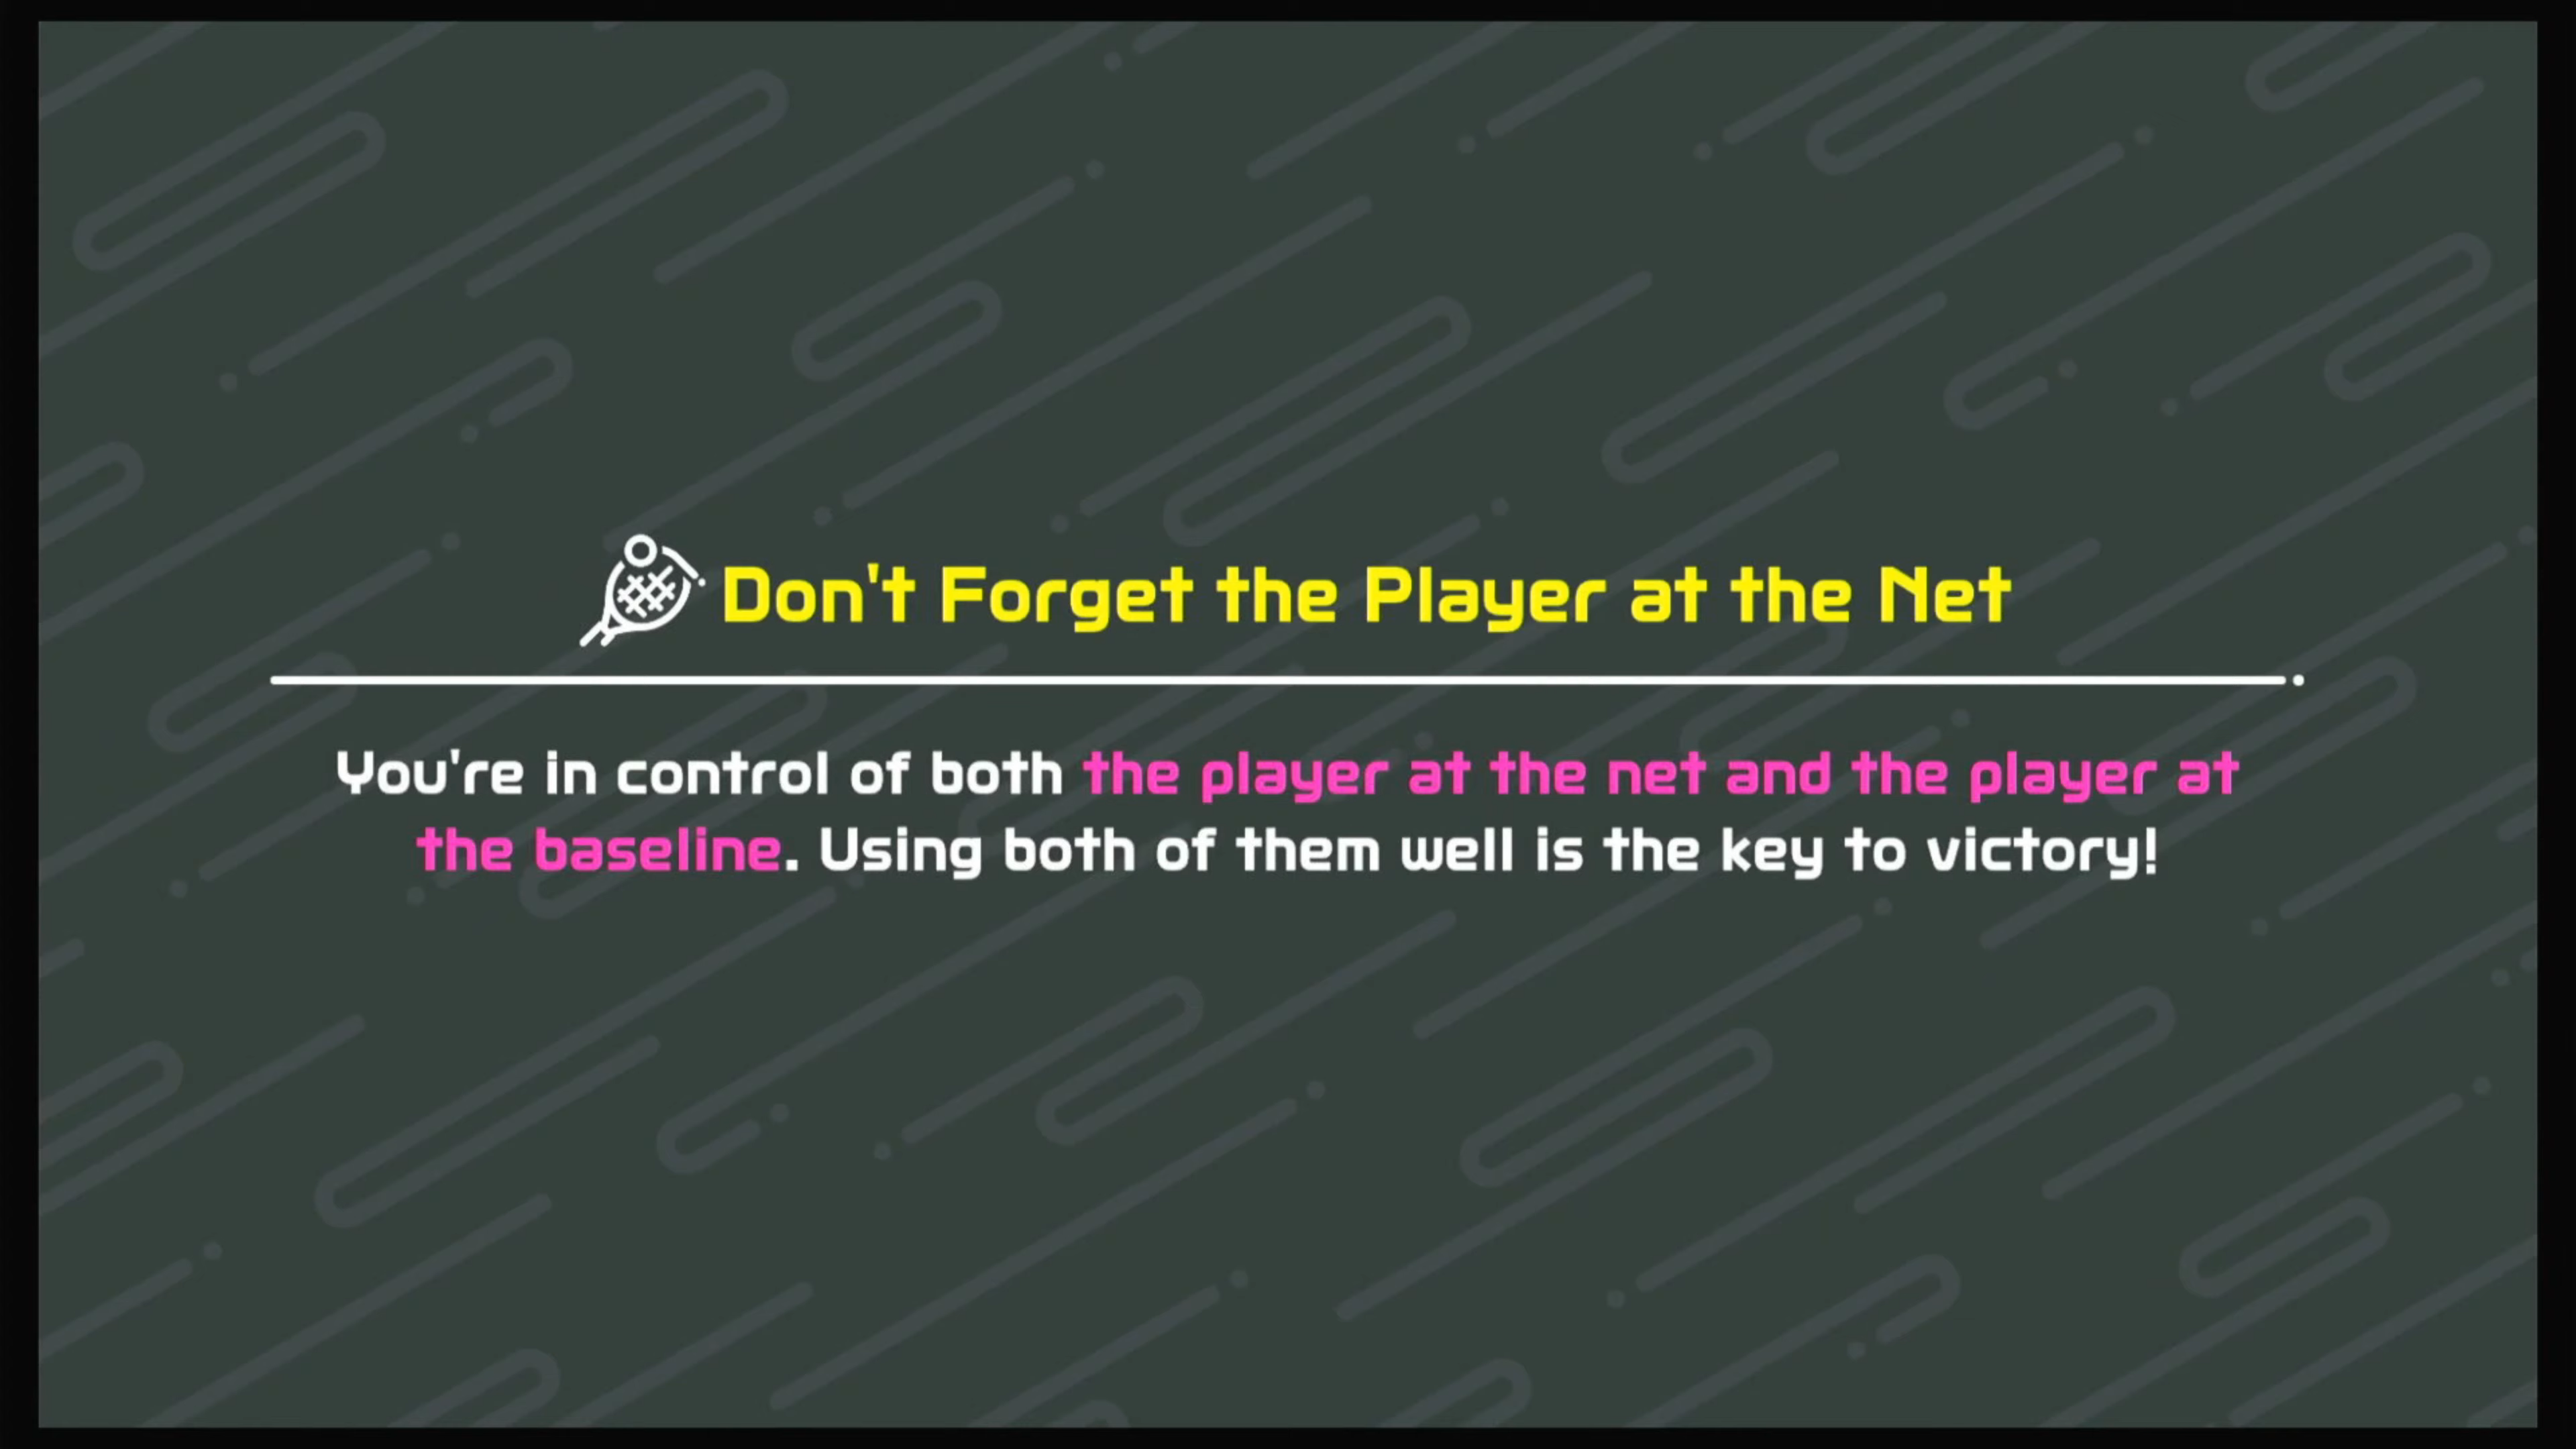 Don't Forget the Player at the Net
You're in control of both the player at the net and the player at
the baseline. Using both of them well is the key to victory!